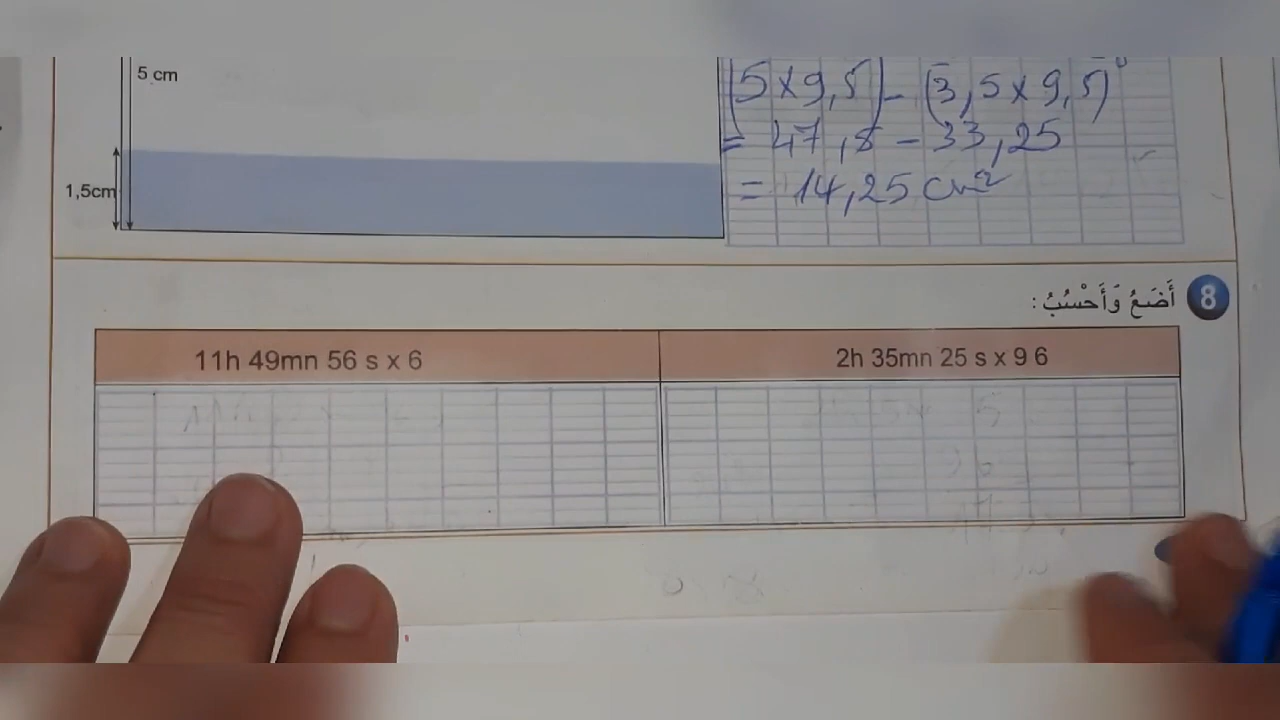 5 cm
1,5cm
(5 x 9,5) - (3,5 x 9,5)
= 47,5 - 33,25
= 14,25 cm²
8 أَضَعُ وَأَحْسُبُ :
11h 49mn 56 s x 6
2h 35mn 25 s x 9 6